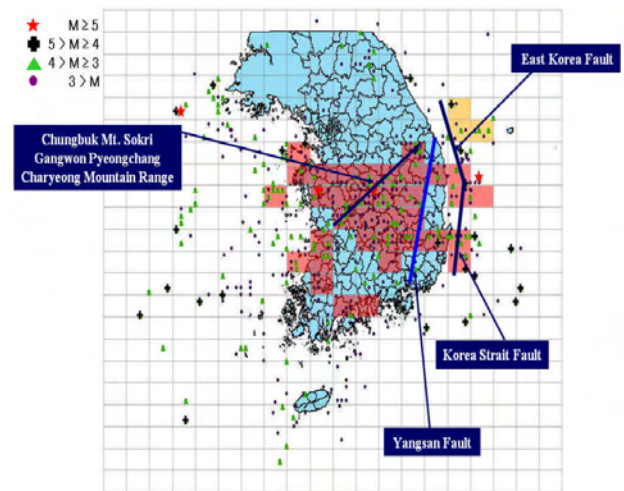 M ≥ 5
5 > M ≥ 4
4 > M ≥ 3
3 > M
East Korea Fault
Chungbuk Mt. Sokri
Gangwon Pyeongchang
Charyeong Mountain Range
Korea Strait Fault
Yangsan Fault